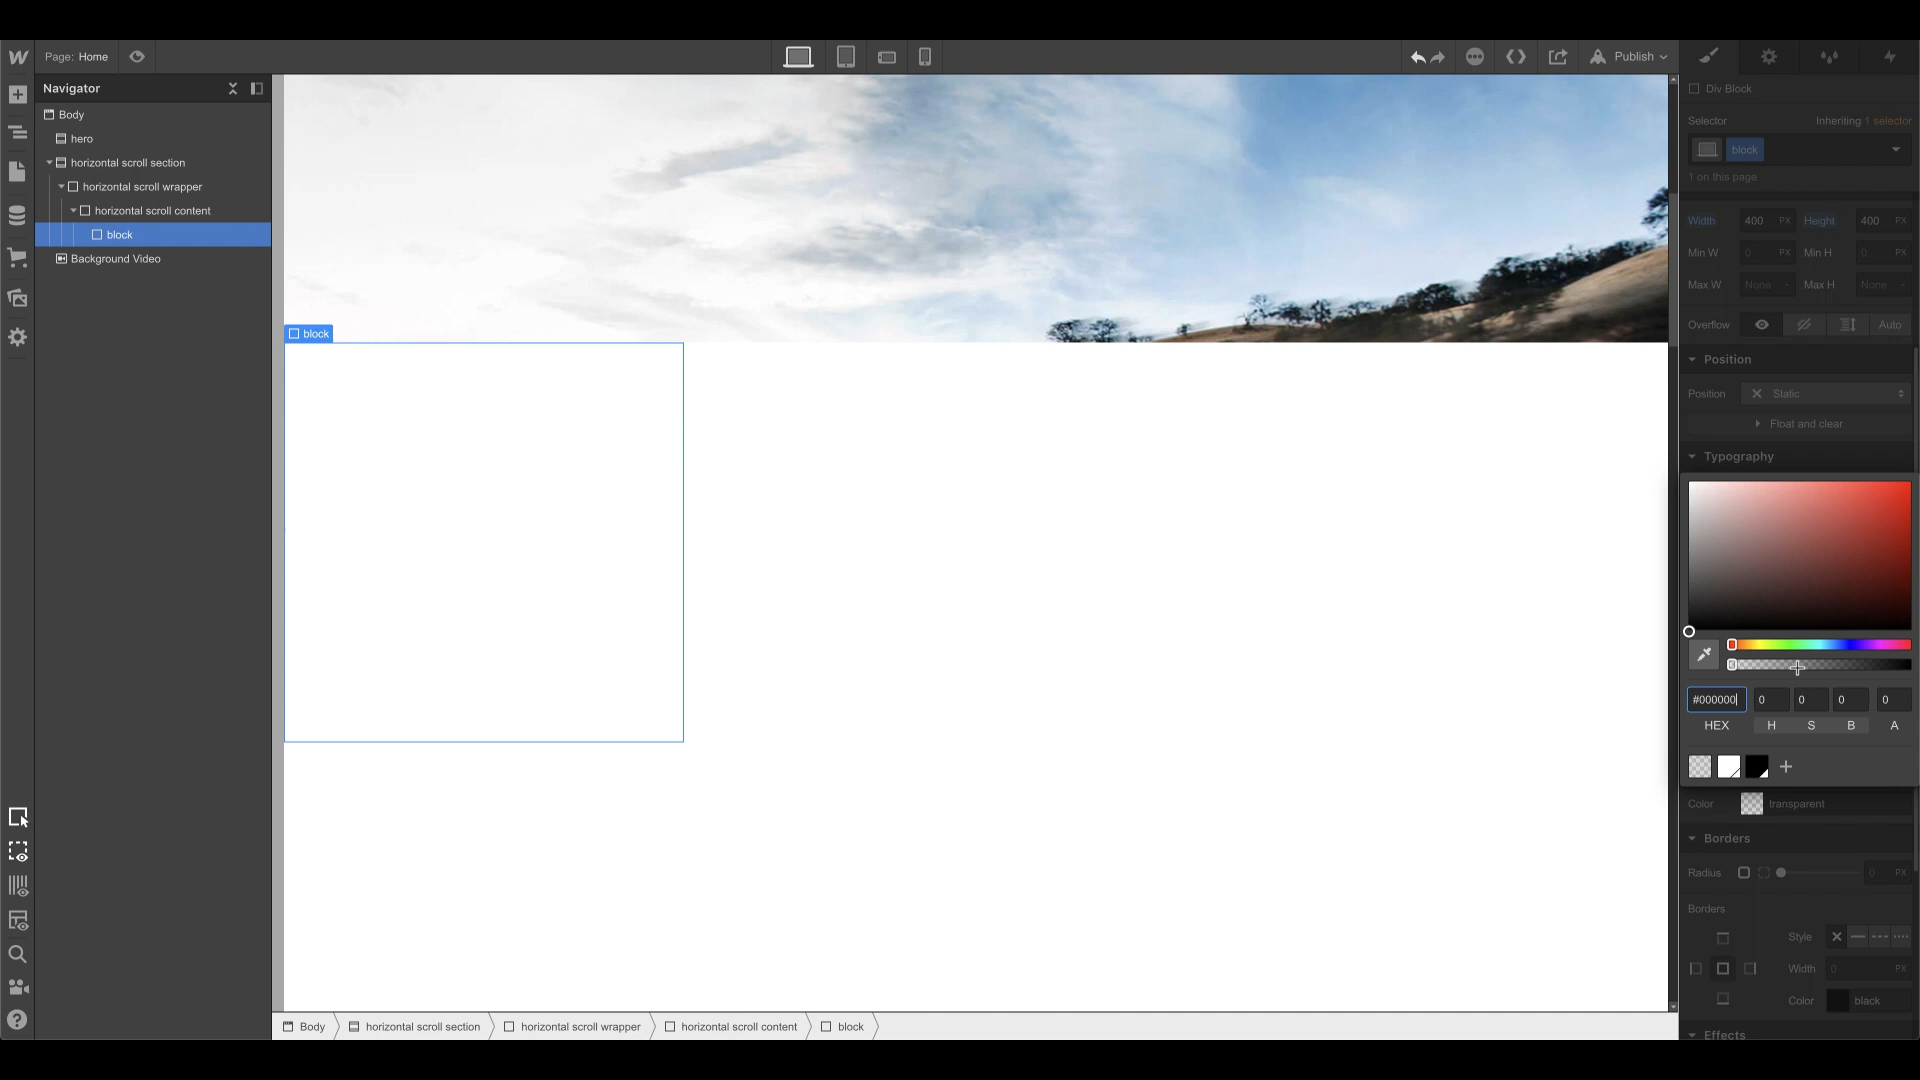 Page: Home
Publish
Navigator
Body
hero
horizontal scroll section
horizontal scroll wrapper
horizontal scroll content
block
Background Video
block
Div Block
Selector
Inheriting 1 selector
block
1 on this page
Width 400 PX Height 400 PX
Min W 0 PX Min H 0 PX
Max W None - Max H None -
Overflow Auto
Position
Position Static
Float and clear
Typography
#000000 0 0 0 0
HEX H S B A
Color transparent
Borders
Radius 0 PX
Borders
Style
Width 0 PX
Color black
Effects
Body horizontal scroll section horizontal scroll wrapper horizontal scroll content block